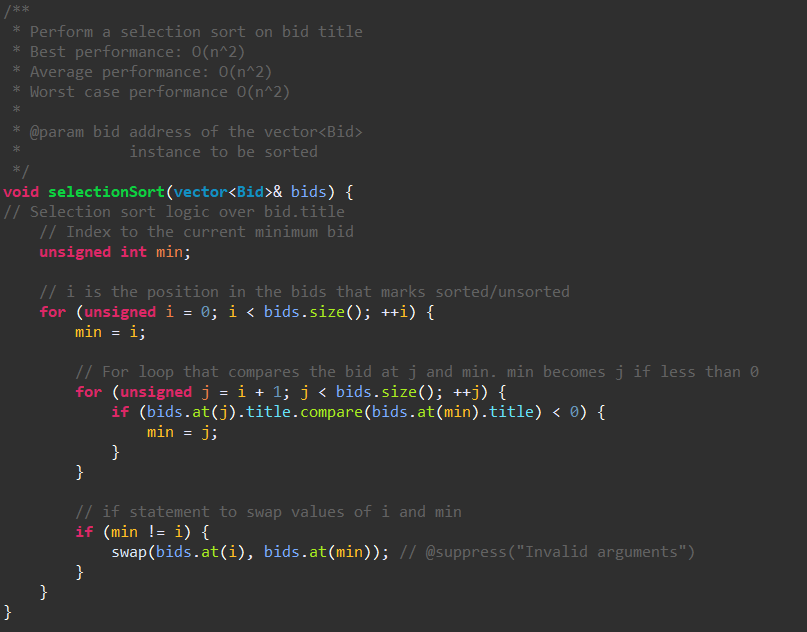 /**
 * Perform a selection sort on bid title
 * Best performance: O(n^2)
 * Average performance: O(n^2)
 * Worst case performance O(n^2)
 *
 * @param bid address of the vector<Bid>
 *            instance to be sorted
 */
void selectionSort(vector<Bid>& bids) {
// Selection sort logic over bid.title
    // Index to the current minimum bid
    unsigned int min;

    // i is the position in the bids that marks sorted/unsorted
    for (unsigned i = 0; i < bids.size(); ++i) {
        min = i;

        // For loop that compares the bid at j and min. min becomes j if less than 0
        for (unsigned j = i + 1; j < bids.size(); ++j) {
            if (bids.at(j).title.compare(bids.at(min).title) < 0) {
                min = j;
            }
        }

        // if statement to swap values of i and min
        if (min != i) {
            swap(bids.at(i), bids.at(min)); // @suppress("Invalid arguments")
        }
    }
}